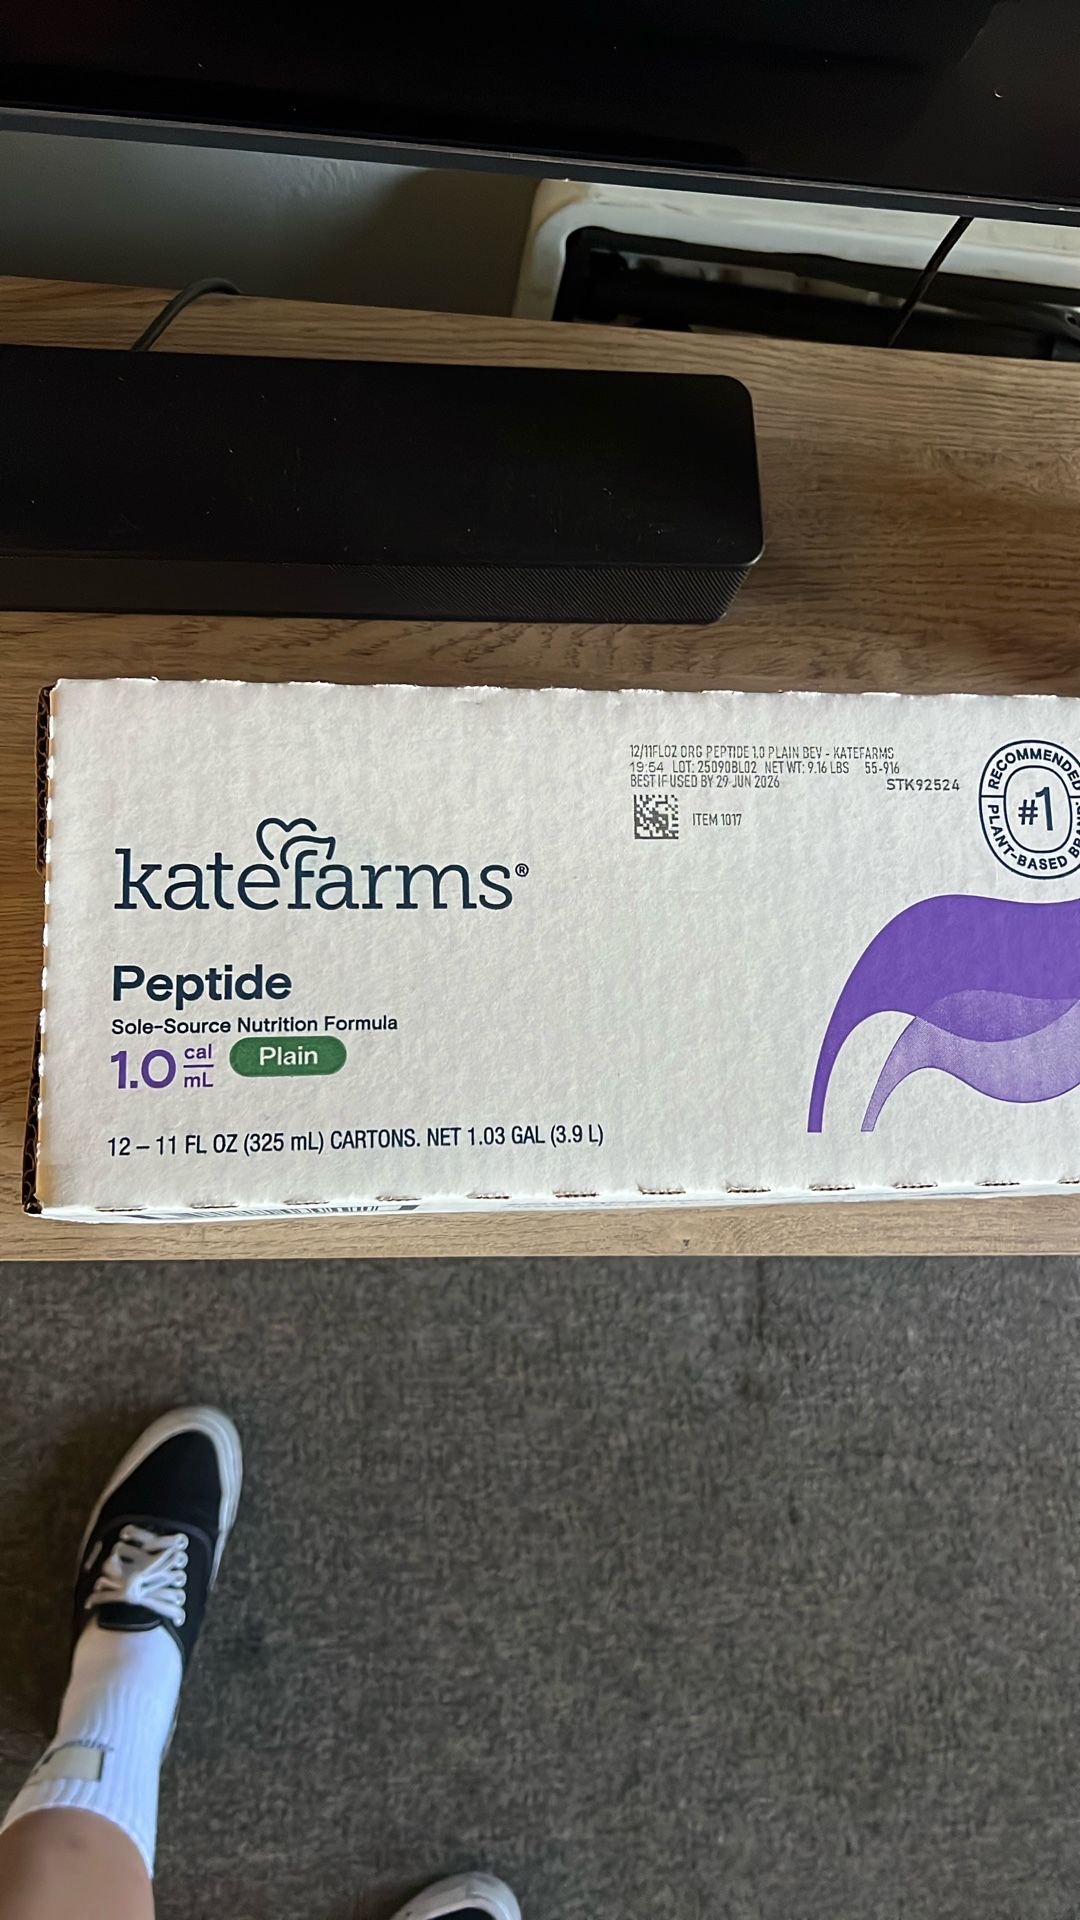 12/11FLOZ ORG PEPTIDE 1.0 PLAIN BEV - KATEFARMS
19:54 LOT: 25090BL02 NET WT: 9.16 LBS 55-916
BEST IF USED BY 29 JUN 2026 STK92524
ITEM 1017
RECOMMENDED
#1
PLANT-BASED
katefarms®
Peptide
Sole-Source Nutrition Formula
1.0 cal/mL Plain
12 – 11 FL OZ (325 mL) CARTONS. NET 1.03 GAL (3.9 L)